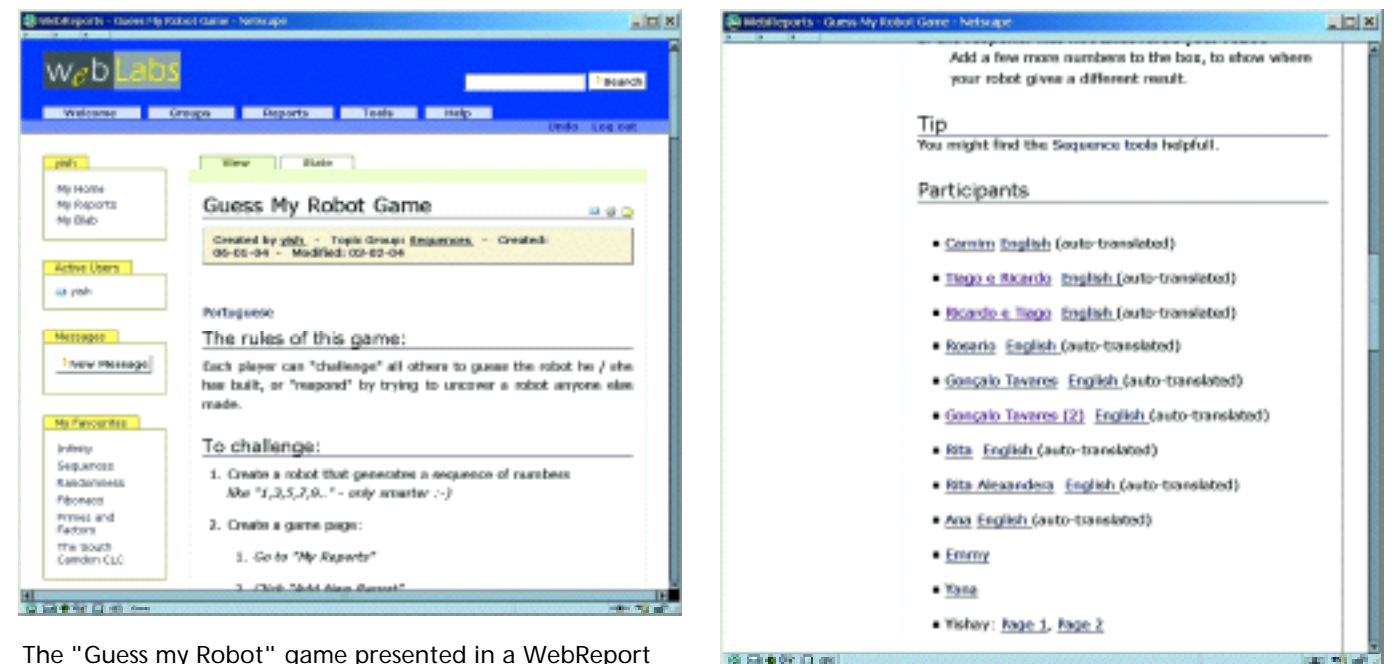 WebReports - Guess My Robot Game - Netscape
web Labs
Search
Welcome Groups Reports Tools Help
Undo Log out
yish
My Home
My Reports
My Blab
Active Users
yish
Messages
New Message
My Favourites
Infinity
Sequences
Randomness
Fibonacci
Primes and
Factors
The South
Camden CLC
View State
Guess My Robot Game
Created by yish. - Topic Group: Sequences. - Created:
06-01-04 - Modified: 03-02-04
Portuguese
The rules of this game:
Each player can "challenge" all others to guess the robot he / she
has built, or "respond" by trying to uncover a robot anyone else
made.
To challenge:
1. Create a robot that generates a sequence of numbers
like "1,3,5,7,9.." - only smarter :-)
2. Create a game page:
1. Go to "My Reports"
2. Click "Add New Report"
The "Guess my Robot" game presented in a WebReport
WebReports - Guess My Robot Game - Netscape
Add a few more numbers to the box, to show where
your robot gives a different result.
Tip
You might find the Sequence tools helpfull.
Participants
Carmim English (auto-translated)
Tiago e Ricardo English (auto-translated)
Ricardo e Tiago English (auto-translated)
Rosario English (auto-translated)
Gonçalo Tavares English (auto-translated)
Gonçalo Tavares (2) English (auto-translated)
Rita English (auto-translated)
Rita Alexandera English (auto-translated)
Ana English (auto-translated)
Emmy
Yana
Yishay: Page 1, Page 2